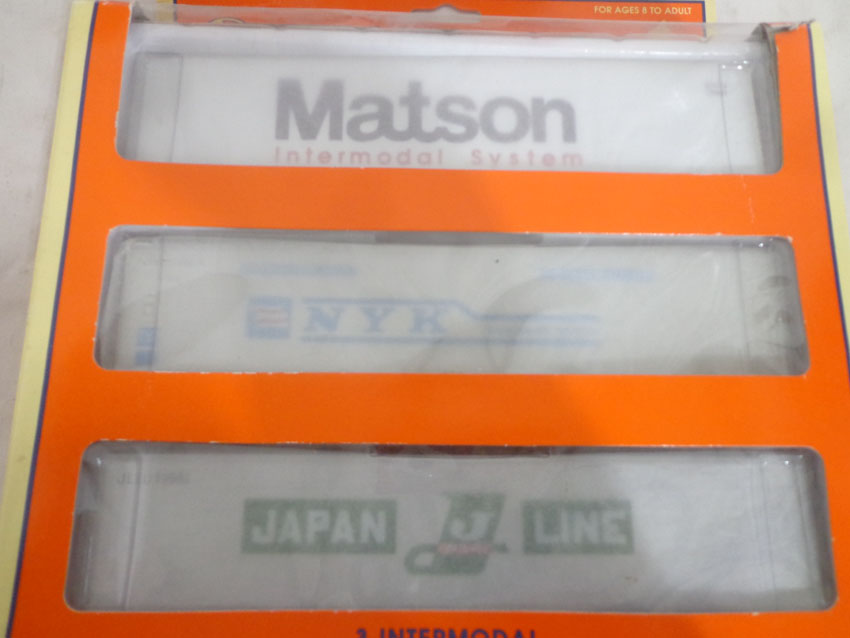 FOR AGES 8 TO ADULT
Matson
Intermodal System
NYK
JAPAN J LINE
3 INTERMODAL